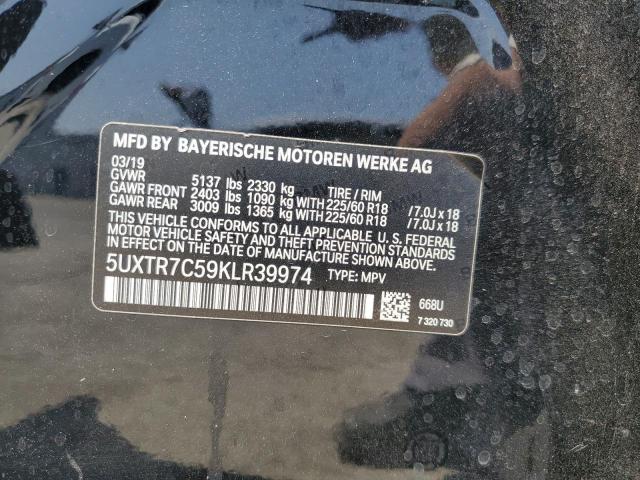 MFD BY BAYERISCHE MOTOREN WERKE AG
03/19
GVWR 5137 lbs 2330 kg TIRE / RIM
GAWR FRONT 2403 lbs 1090 kg WITH 225/60 R18 /7.0J x 18
GAWR REAR 3009 lbs 1365 kg WITH 225/60 R18 /7.0J x 18
THIS VEHICLE CONFORMS TO ALL APPLICABLE U. S. FEDERAL
MOTOR VEHICLE SAFETY AND THEFT PREVENTION STANDARDS
IN EFFECT ON THE DATE OF MANUFACTURE SHOWN ABOVE.
5UXTR7C59KLR39974 TYPE: MPV
668U
7 320 730